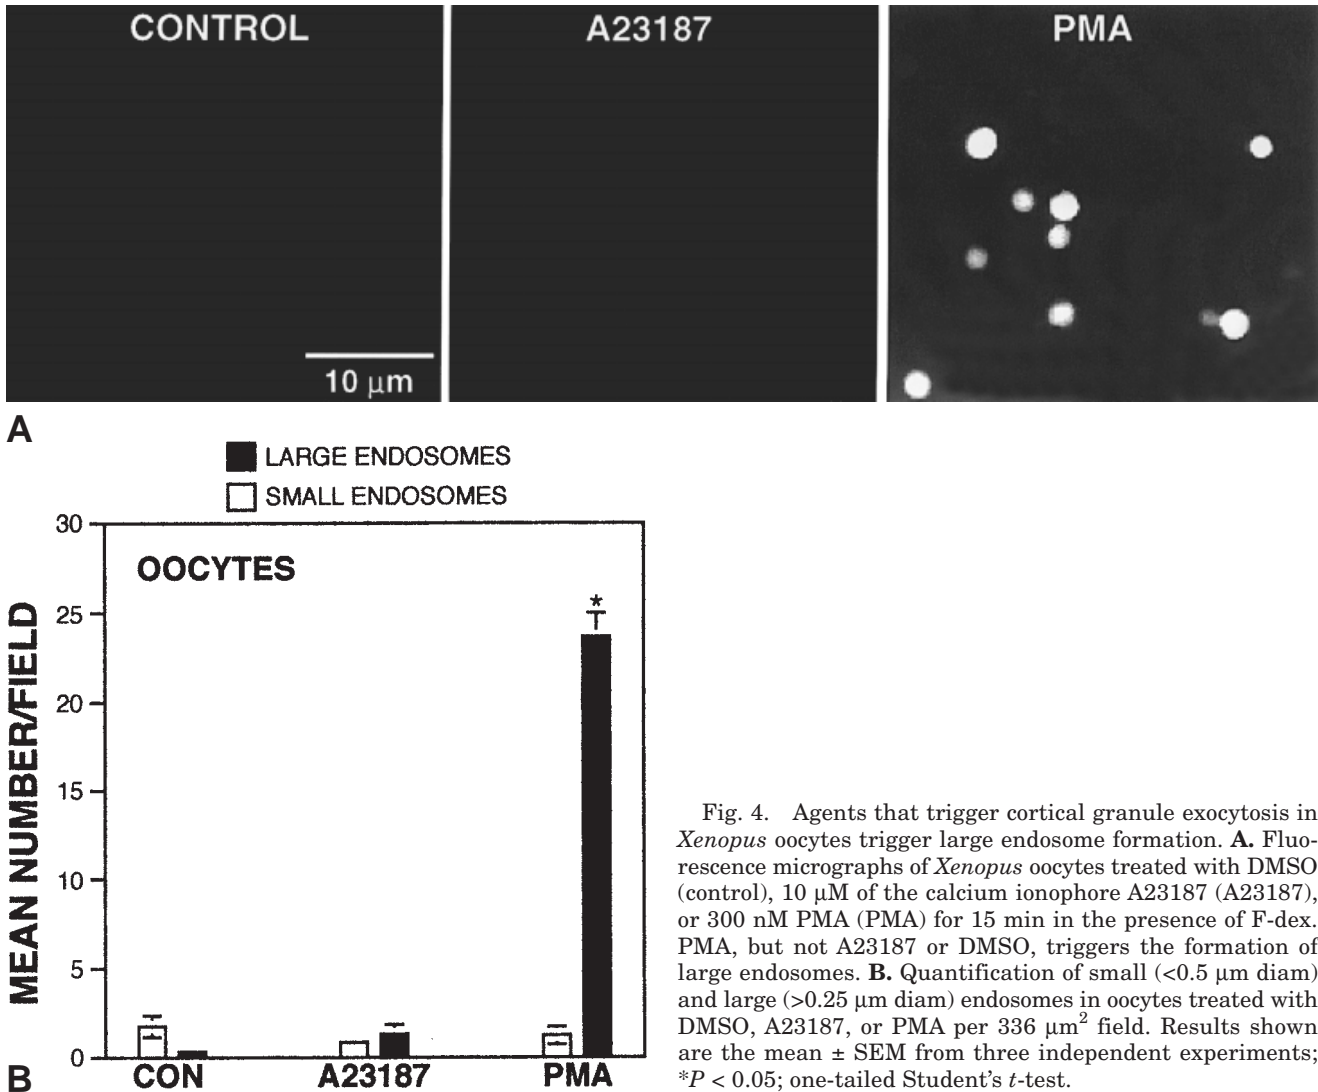 CONTROL
A23187
PMA
10 μm
A
LARGE ENDOSOMES
SMALL ENDOSOMES
OOCYTES
MEAN NUMBER/FIELD
30
25
20
15
10
5
0
*
CON
A23187
PMA
B
Fig. 4. Agents that trigger cortical granule exocytosis in
Xenopus oocytes trigger large endosome formation. A. Fluo-
rescence micrographs of Xenopus oocytes treated with DMSO
(control), 10 μM of the calcium ionophore A23187 (A23187),
or 300 nM PMA (PMA) for 15 min in the presence of F-dex.
PMA, but not A23187 or DMSO, triggers the formation of
large endosomes. B. Quantification of small (<0.5 μm diam)
and large (>0.25 μm diam) endosomes in oocytes treated with
DMSO, A23187, or PMA per 336 μm² field. Results shown
are the mean ± SEM from three independent experiments;
*P < 0.05; one-tailed Student's t-test.